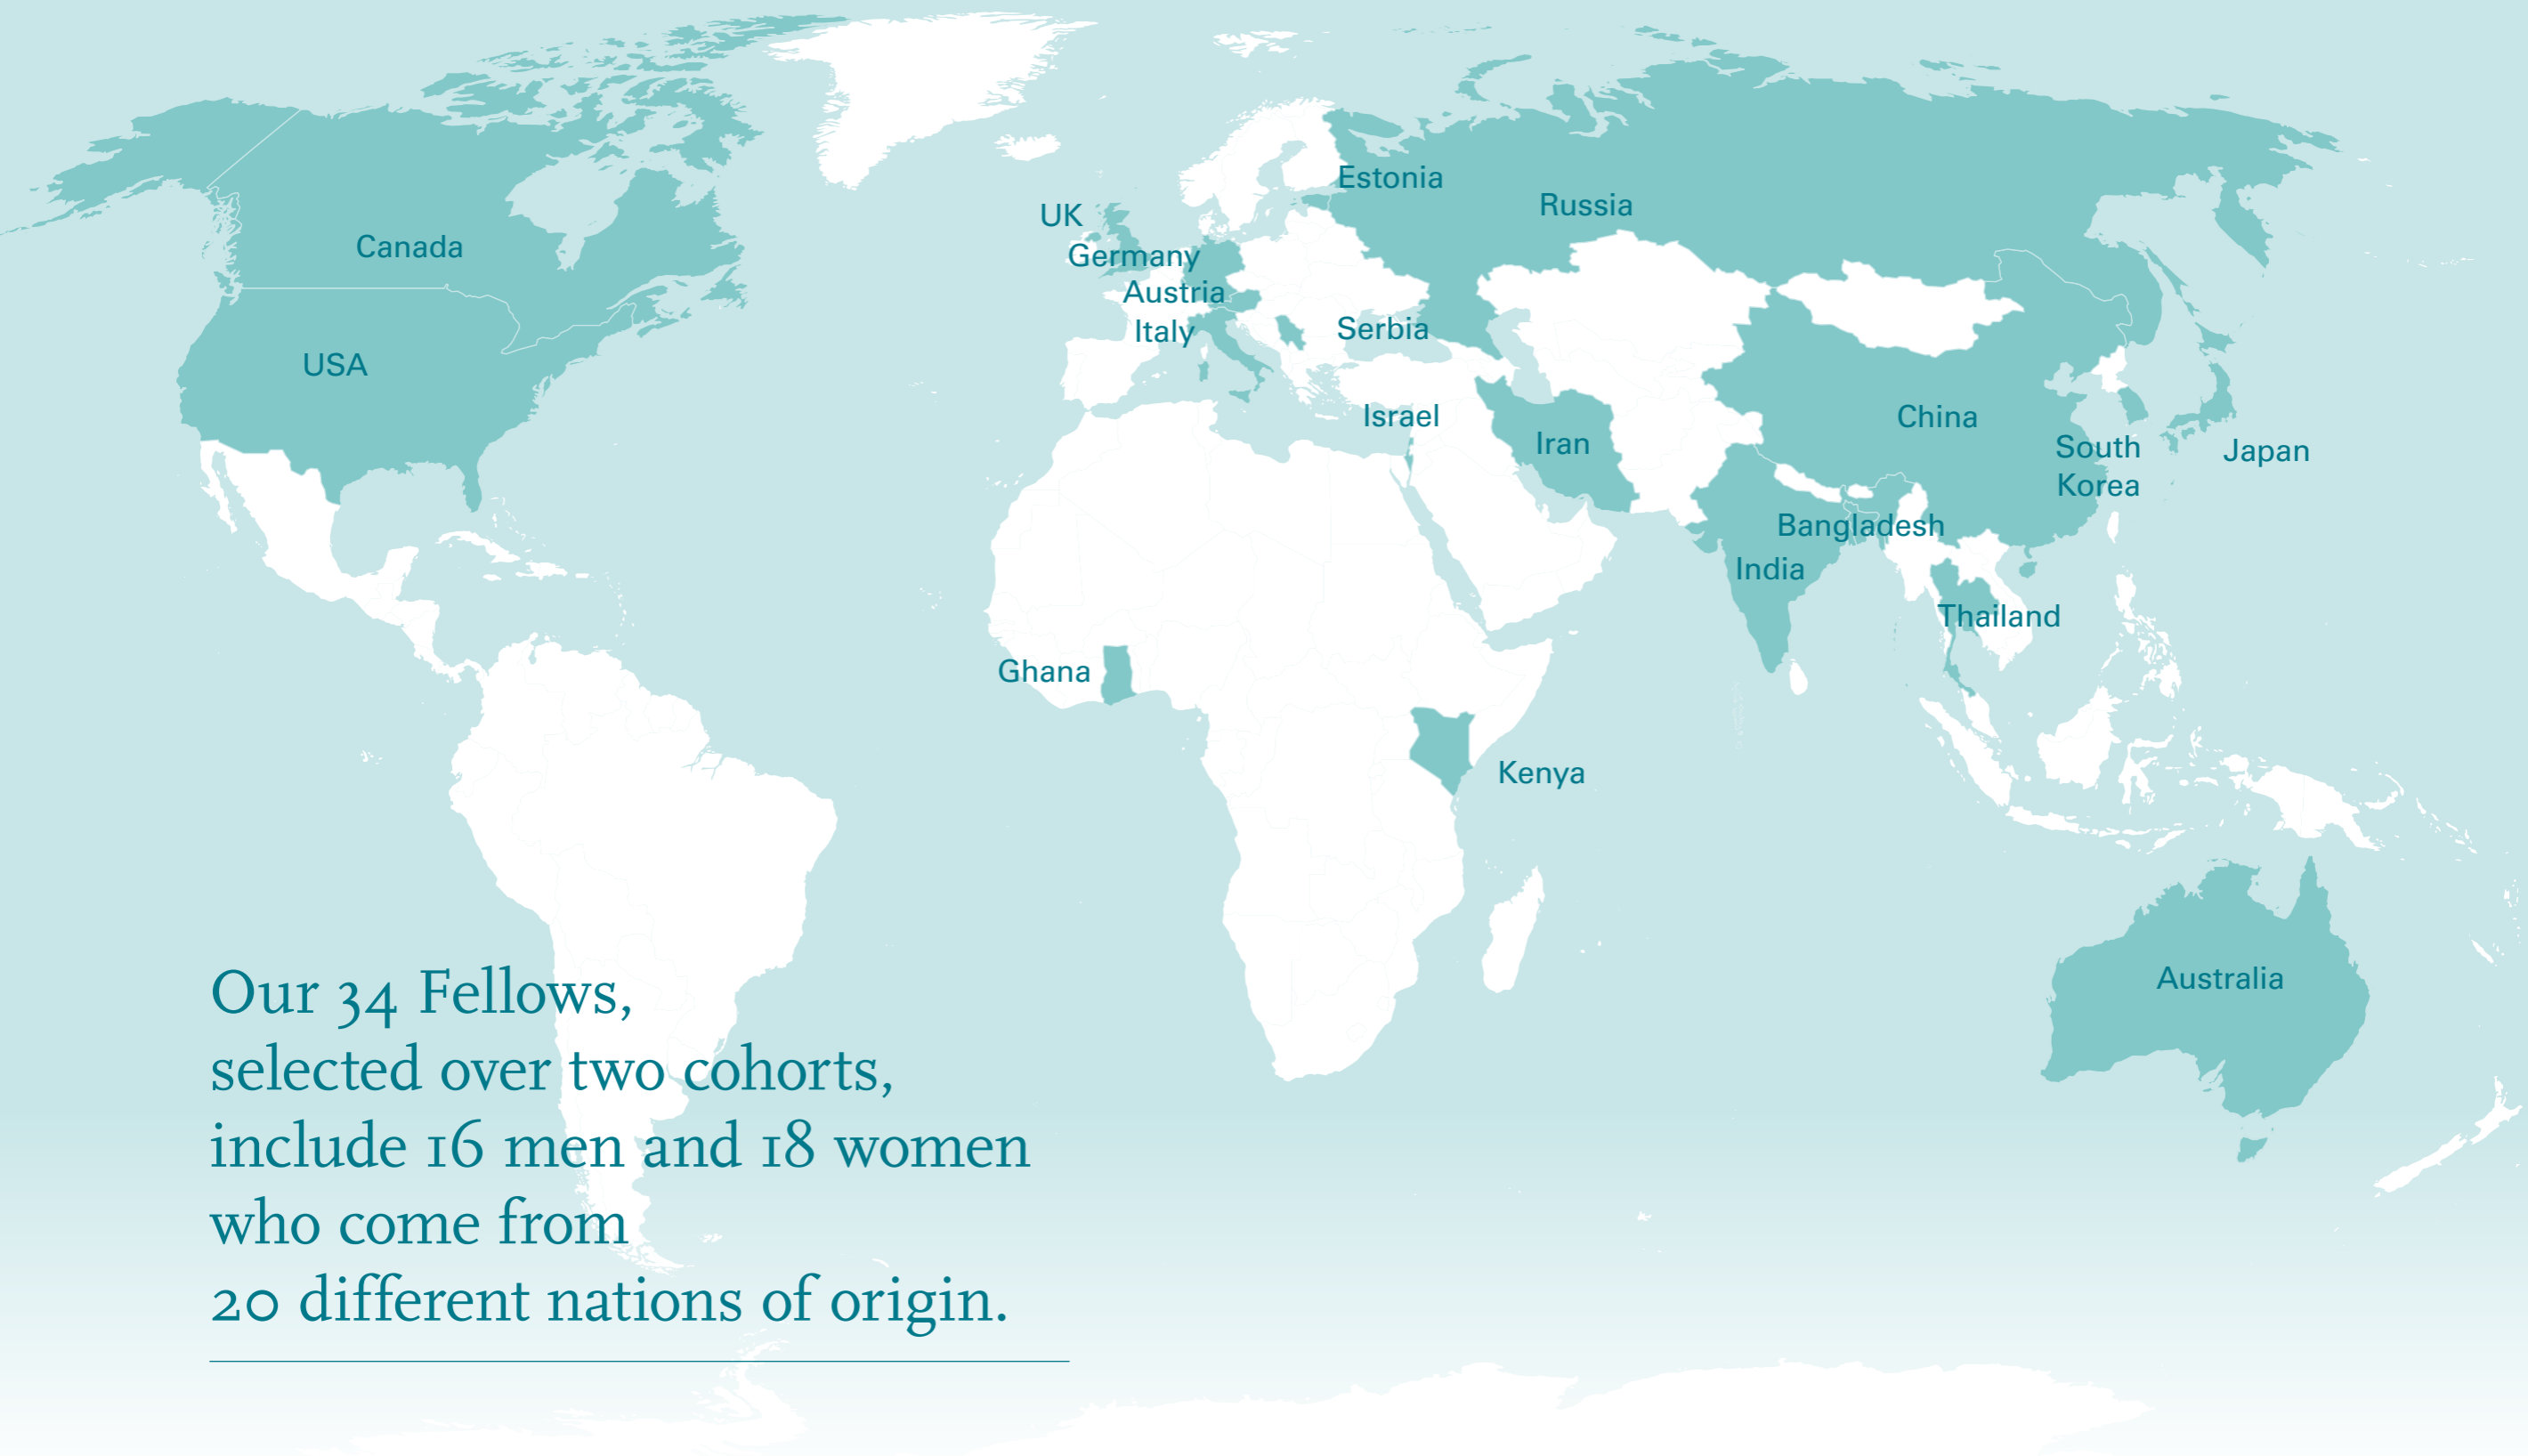 Estonia
Russia
UK
Canada
Germany
Austria
Serbia
Italy
USA
Israel
China
Iran
South
Korea
Japan
Bangladesh
India
Thailand
Ghana
Kenya
Australia
Our 34 Fellows,
selected over two cohorts,
include 16 men and 18 women
who come from
20 different nations of origin.